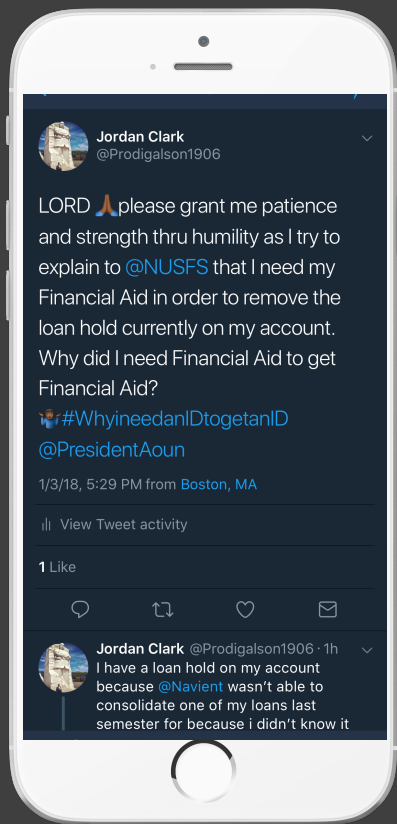 Jordan Clark
@Prodigalson1906
LORD 🙏🏾please grant me patience
and strength thru humility as I try to
explain to @NUSFS that I need my
Financial Aid in order to remove the
loan hold currently on my account.
Why did I need Financial Aid to get
Financial Aid?
🤷🏾‍♂️#WhyineedanIDtogetanID
@PresidentAoun
1/3/18, 5:29 PM from Boston, MA
View Tweet activity
1 Like
Jordan Clark @Prodigalson1906 · 1h
I have a loan hold on my account
because @Navient wasn't able to
consolidate one of my loans last
semester for because i didn't know it